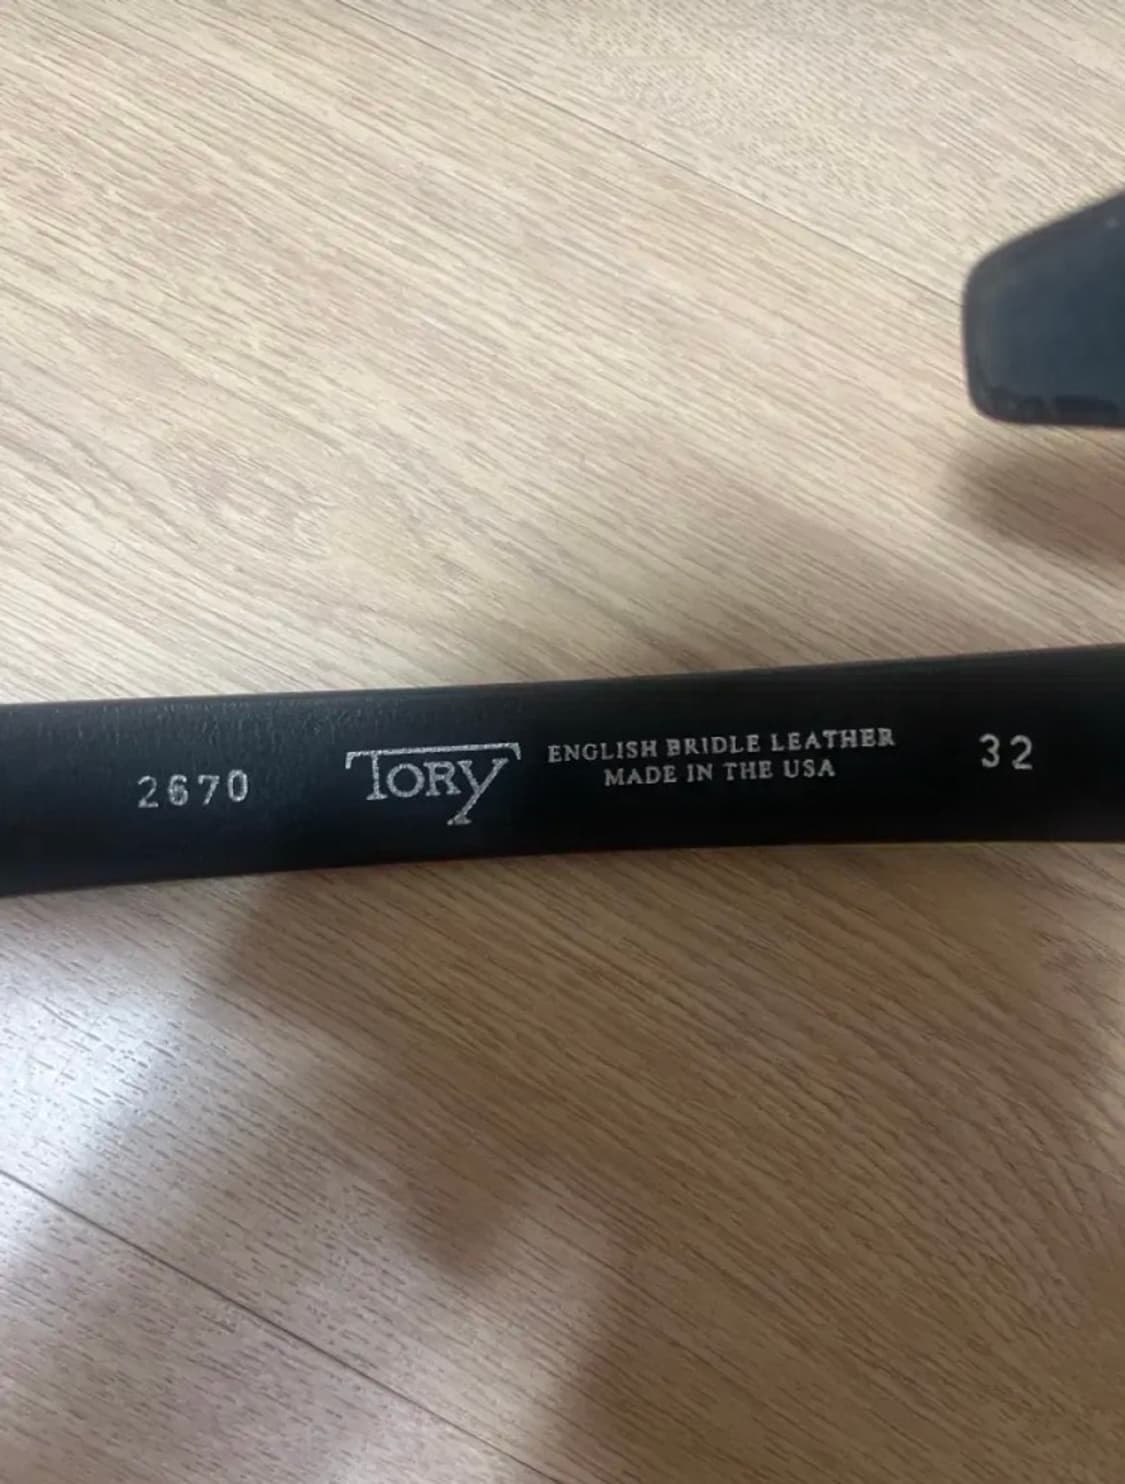 2670
TORY
ENGLISH BRIDLE LEATHER
MADE IN THE USA
32